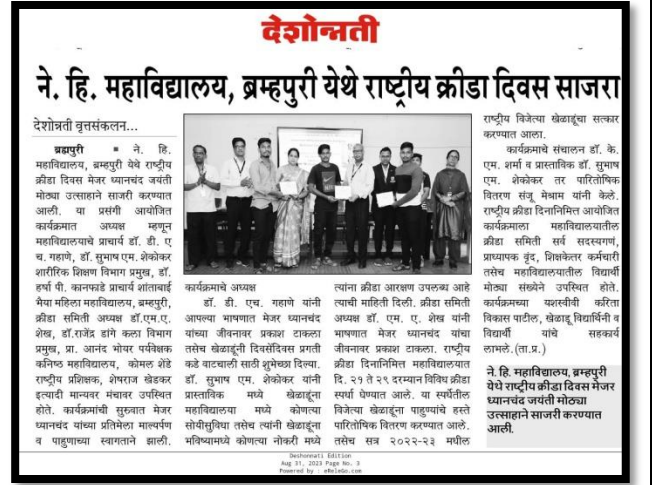 देशोन्नती
ने. हि. महाविद्यालय, ब्रम्हपुरी येथे राष्ट्रीय क्रीडा दिवस साजरा
देशोन्नती वृत्तसंकलन...
ब्रह्मपुरी ▪ ने. हि.
महाविद्यालय, ब्रम्हपुरी येथे राष्ट्रीय
क्रीडा दिवस मेजर ध्यानचंद जयंती
मोठ्या उत्साहाने साजरी करण्यात
आली. या प्रसंगी आयोजित
कार्यक्रमात अध्यक्ष म्हणून
महाविद्यालयाचे प्राचार्य डॉ. डी. ए
च. गहाणे, डॉ. सुभाष एम. शेकोकर
शारीरिक शिक्षण विभाग प्रमुख, डॉ.
हर्षा पी. कानफाडे प्राचार्य शांताबाई
भैया महिला महाविद्यालय, ब्रम्हपुरी,
क्रीडा समिती अध्यक्ष डॉ.एम.ए.
शेख, डॉ.राजेंद्र डांगे कला विभाग
प्रमुख, प्रा. आनंद भोयर पर्यवेक्षक
कनिष्ठ महाविद्यालय, कोमल शेंडे
राष्ट्रीय प्रशिक्षक, शेषराज खेडकर
इत्यादी मान्यवर मंचावर उपस्थित
होते. कार्यक्रमांची सुरुवात मेजर
ध्यानचंद यांच्या प्रतिमेला माल्यर्पण
व पाहुणाच्या स्वागताने झाली.
कार्यक्रमाचे अध्यक्ष
डॉ. डी. एच. गहाणे यांनी
आपल्या भाषणात मेजर ध्यानचंद
यांच्या जीवनावर प्रकाश टाकला
तसेच खेळाडूंनी दिवसेंदिवस प्रगती
कडे वाटचाली साठी शुभेच्छा दिल्या.
डॉ. सुभाष एम. शेकोकर यांनी
प्रास्ताविक मध्ये खेळाडूंना
महाविद्यालया मध्ये कोणत्या
सोयीसुविधा तसेच त्यांनी खेळाडूंना
भविष्यामध्ये कोणत्या नोकरी मध्ये
त्यांना क्रीडा आरक्षण उपलब्ध आहे
त्याची माहिती दिली. क्रीडा समिती
अध्यक्ष डॉ. एम. ए. शेख यांनी
भाषणात मेजर ध्यानचंद यांचा
जीवनावर प्रकाश टाकला. राष्ट्रीय
क्रीडा दिनानिमित्त महाविद्यालयात
दि. २१ ते २९ दरम्यान विविध क्रीडा
स्पर्धा घेण्यात आले. या स्पर्धेतील
विजेत्या खेळाडूंना पाहुण्यांचे हस्ते
पारितोषिक वितरण करण्यात आले.
तसेच सत्र २०२२-२३ मधील
राष्ट्रीय विजेत्या खेळाडूंचा सत्कार
करण्यात आला.
कार्यक्रमाचे संचालन डॉ. के.
एम. शर्मा व प्रास्ताविक डॉ. सुभाष
एम. शेकोकर तर पारितोषिक
वितरण संजू मेश्राम यांनी केले.
राष्ट्रीय क्रीडा दिनानिमित्त आयोजित
कार्यक्रमाला महाविद्यालयातील
क्रीडा समिती सर्व सदस्यगणं,
प्राध्यापक वृंद, शिक्षकेतर कर्मचारी
तसेच महाविद्यालयातील विद्यार्थी
मोठ्या संख्येने उपस्थित होते.
कार्यक्रमच्या यशस्वीवी करिता
विकास पाटील, खेळाडू विद्यार्थिनी व
विद्यार्थी यांचे सहकार्य
लाभले.(ता.प्र.)
ने. हि. महाविद्यालय, ब्रम्हपुरी
येथे राष्ट्रीय क्रीडा दिवस मेजर
ध्यानचंद जयंती मोठ्या
उत्साहाने साजरी करण्यात
आली.
Deshonnati Edition
Aug 31, 2023 Page No. 3
Powered by : eReleGo.com